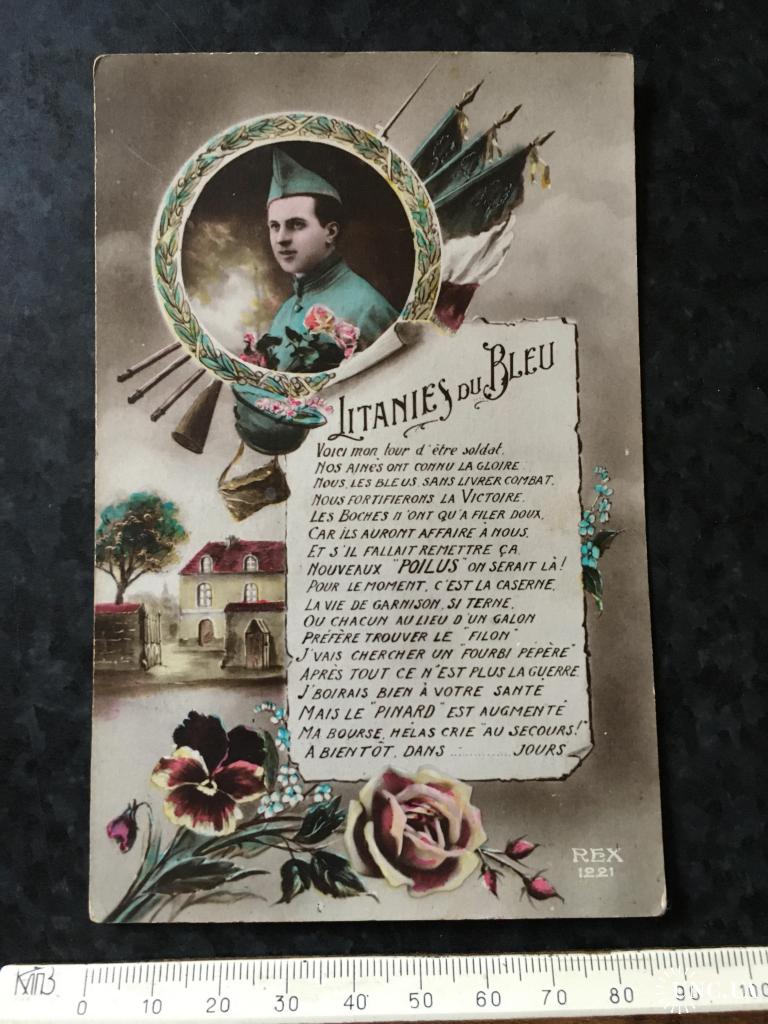 LITANIES DU BLEU
Voici mon tour d'être soldat.
NOS AINÉS ONT CONNU LA GLOIRE
NOUS, LES BLEUS, SANS LIVRER COMBAT,
NOUS FORTIFIERONS LA VICTOIRE.
LES BOCHES N'ONT QU'A FILER DOUX,
CAR ILS AURONT AFFAIRE À NOUS,
ET S'IL FALLAIT REMETTRE ÇA
NOUVEAUX "POILUS" ON SERAIT LÀ!
POUR LE MOMENT, C'EST LA CASERNE,
LA VIE DE GARNISON, SI TERNE,
OU CHACUN AU LIEU D'UN GALON
PRÉFÈRE TROUVER LE "FILON"
J'VAIS CHERCHER UN "FOURBI PÉPÈRE"
APRÈS TOUT CE N'EST PLUS LA GUERRE
J'BOIRAIS BIEN À VOTRE SANTÉ
MAIS LE "PINARD" EST AUGMENTÉ
MA BOURSE, HÉLAS CRIE "AU SECOURS!"
À BIENTÔT, DANS ............ JOURS
REX
1221
0 10 20 30 40 50 60 70 80 90 100